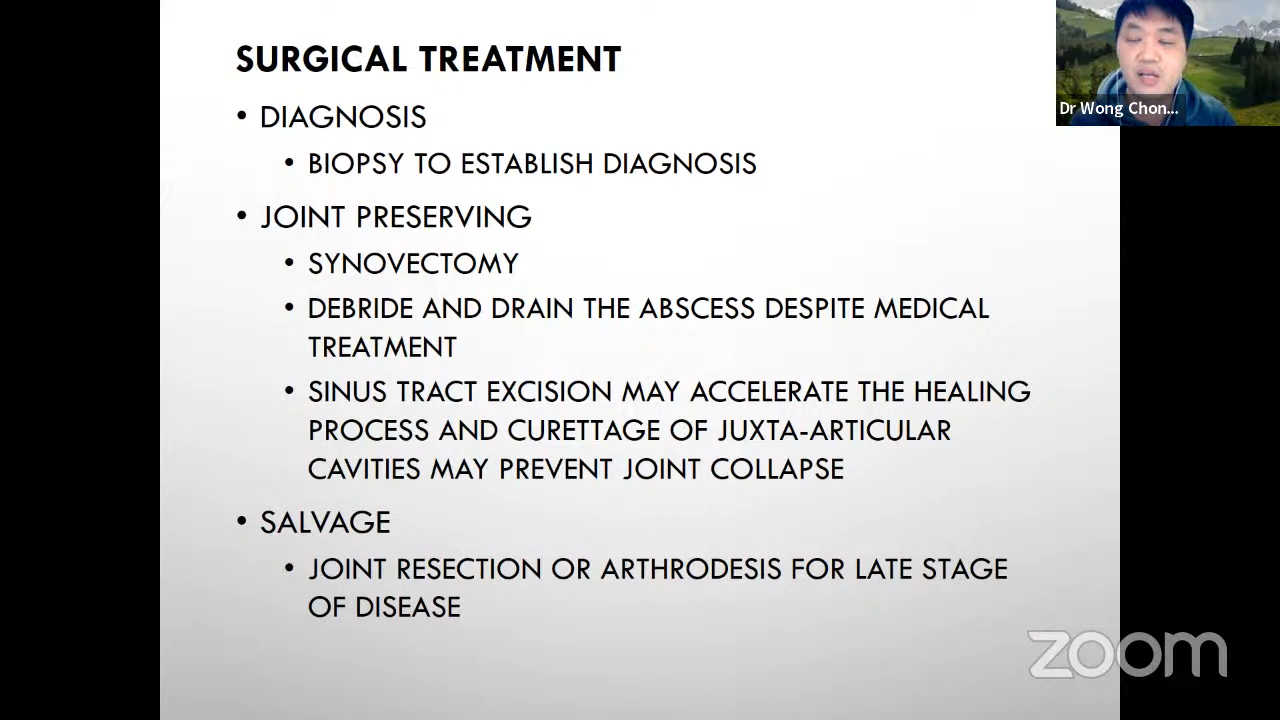 SURGICAL TREATMENT
• DIAGNOSIS
• BIOPSY TO ESTABLISH DIAGNOSIS
• JOINT PRESERVING
• SYNOVECTOMY
• DEBRIDE AND DRAIN THE ABSCESS DESPITE MEDICAL
TREATMENT
• SINUS TRACT EXCISION MAY ACCELERATE THE HEALING
PROCESS AND CURETTAGE OF JUXTA-ARTICULAR
CAVITIES MAY PREVENT JOINT COLLAPSE
• SALVAGE
• JOINT RESECTION OR ARTHRODESIS FOR LATE STAGE
OF DISEASE
Dr Wong Chon...
zoom